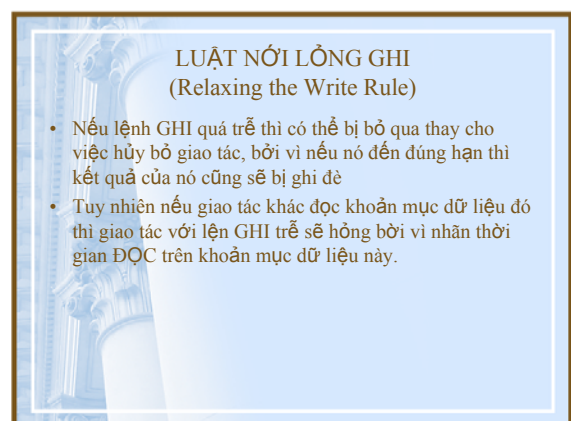 LUẬT NỚI LỎNG GHI
(Relaxing the Write Rule)
• Nếu lệnh GHI quá trễ thì có thể bị bỏ qua thay cho
việc hủy bỏ giao tác, bởi vì nếu nó đến đúng hạn thì
kết quả của nó cũng sẽ bị ghi đè
• Tuy nhiên nếu giao tác khác đọc khoản mục dữ liệu đó
thì giao tác với lện GHI trễ sẽ hỏng bời vì nhãn thời
gian ĐỌC trên khoản mục dữ liệu này.